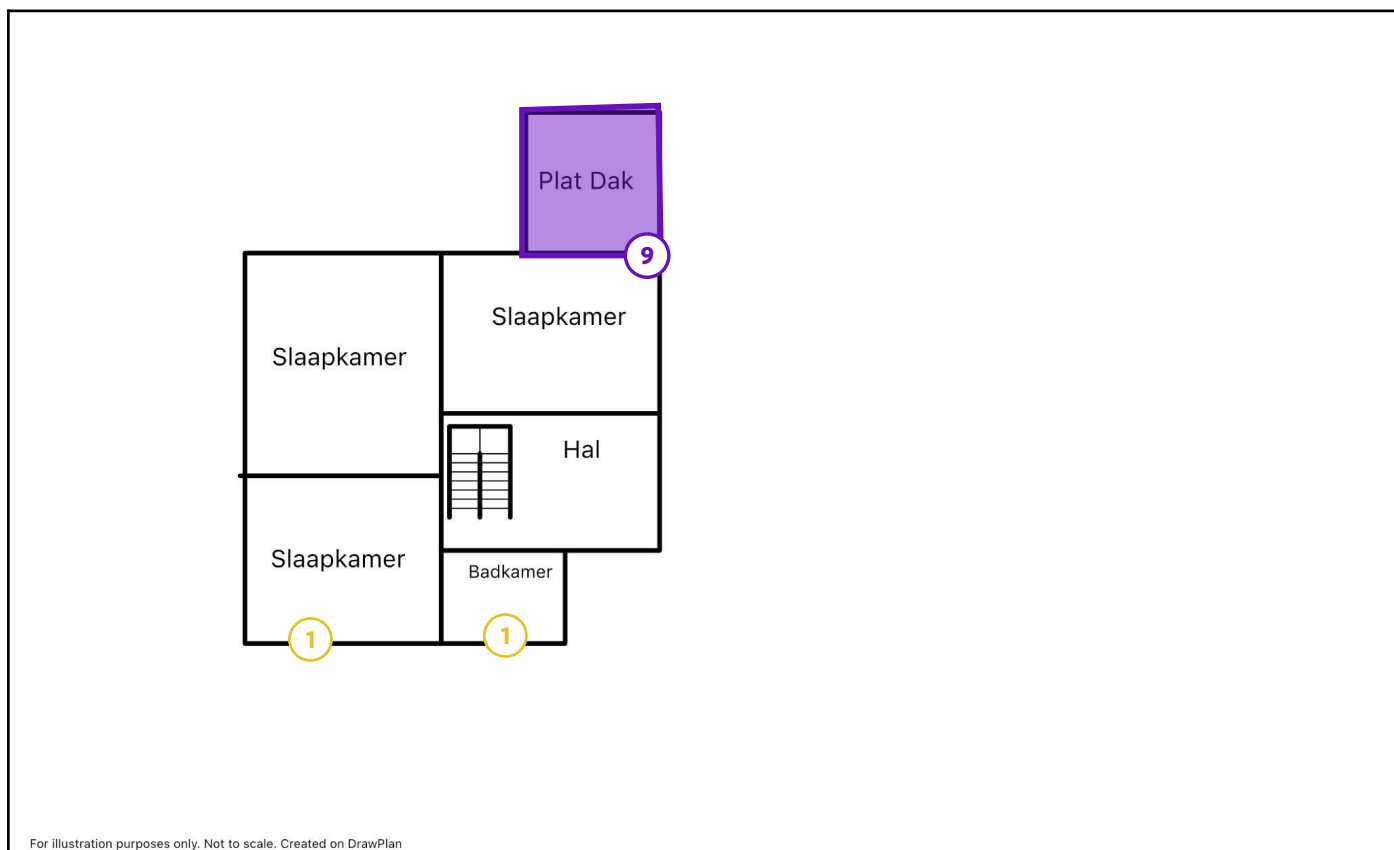 Plat Dak
9
Slaapkamer
Slaapkamer
Hal
Slaapkamer
Badkamer
1
1
For illustration purposes only. Not to scale. Created on DrawPlan